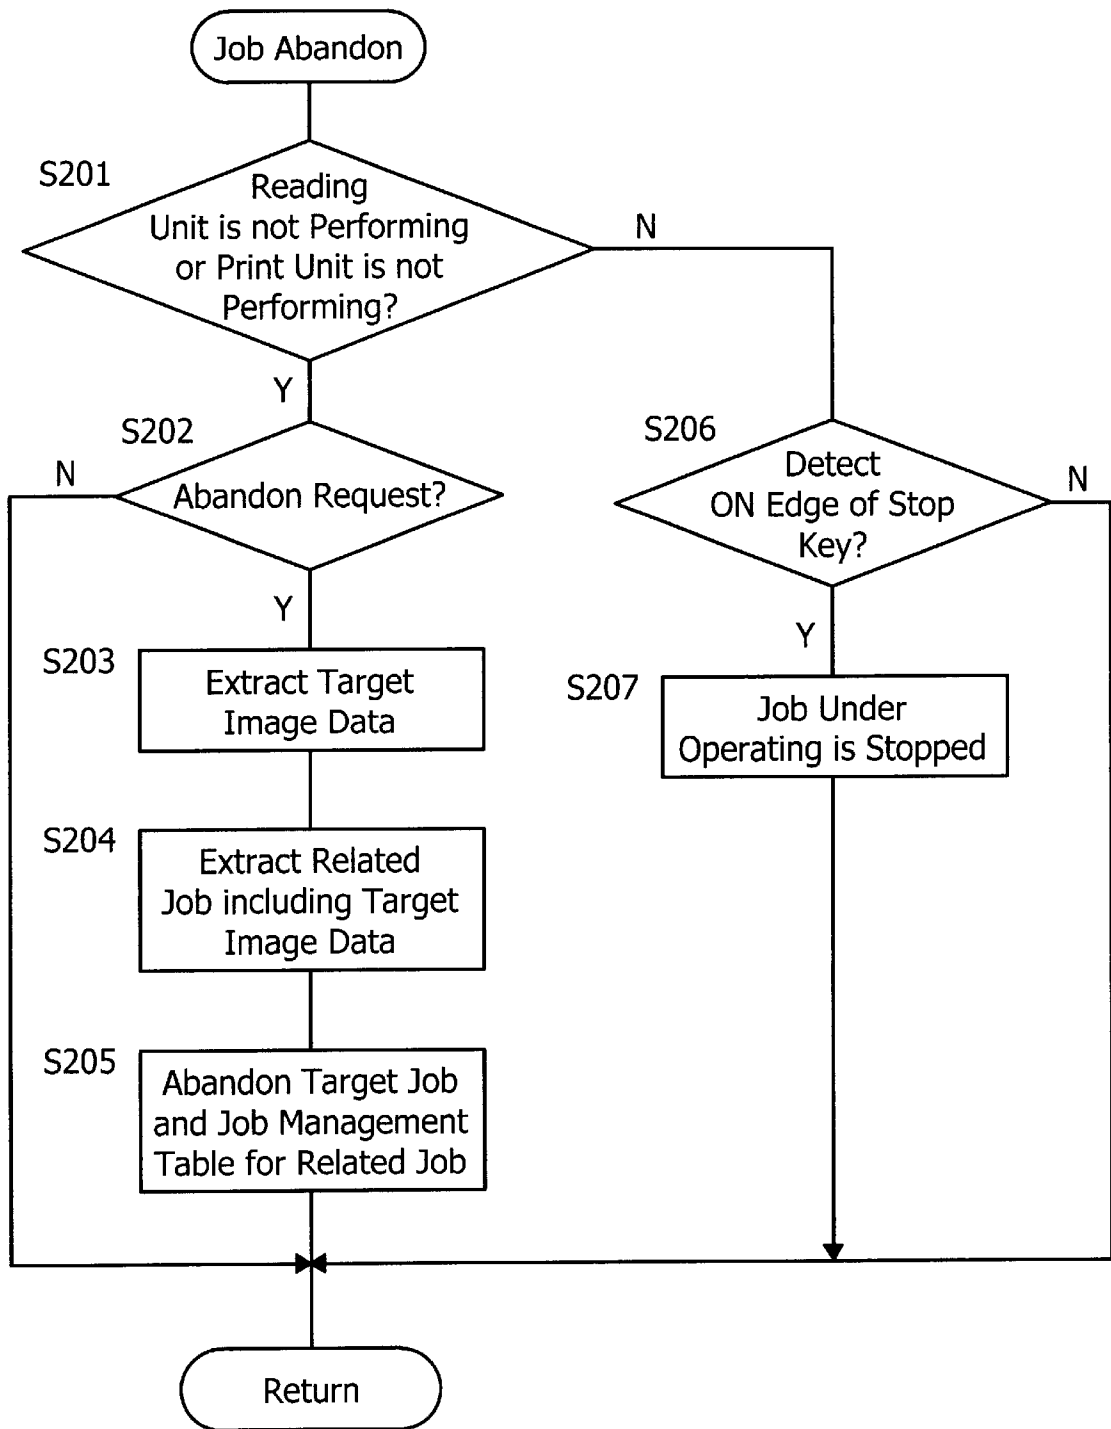 Job Abandon
S201
Reading
Unit is not Performing
or Print Unit is not
Performing?
N
Y
S202
N
Abandon Request?
Y
S206
Detect
ON Edge of Stop
Key?
N
Y
S203
Extract Target
Image Data
S207
Job Under
Operating is Stopped
S204
Extract Related
Job including Target
Image Data
S205
Abandon Target Job
and Job Management
Table for Related Job
Return